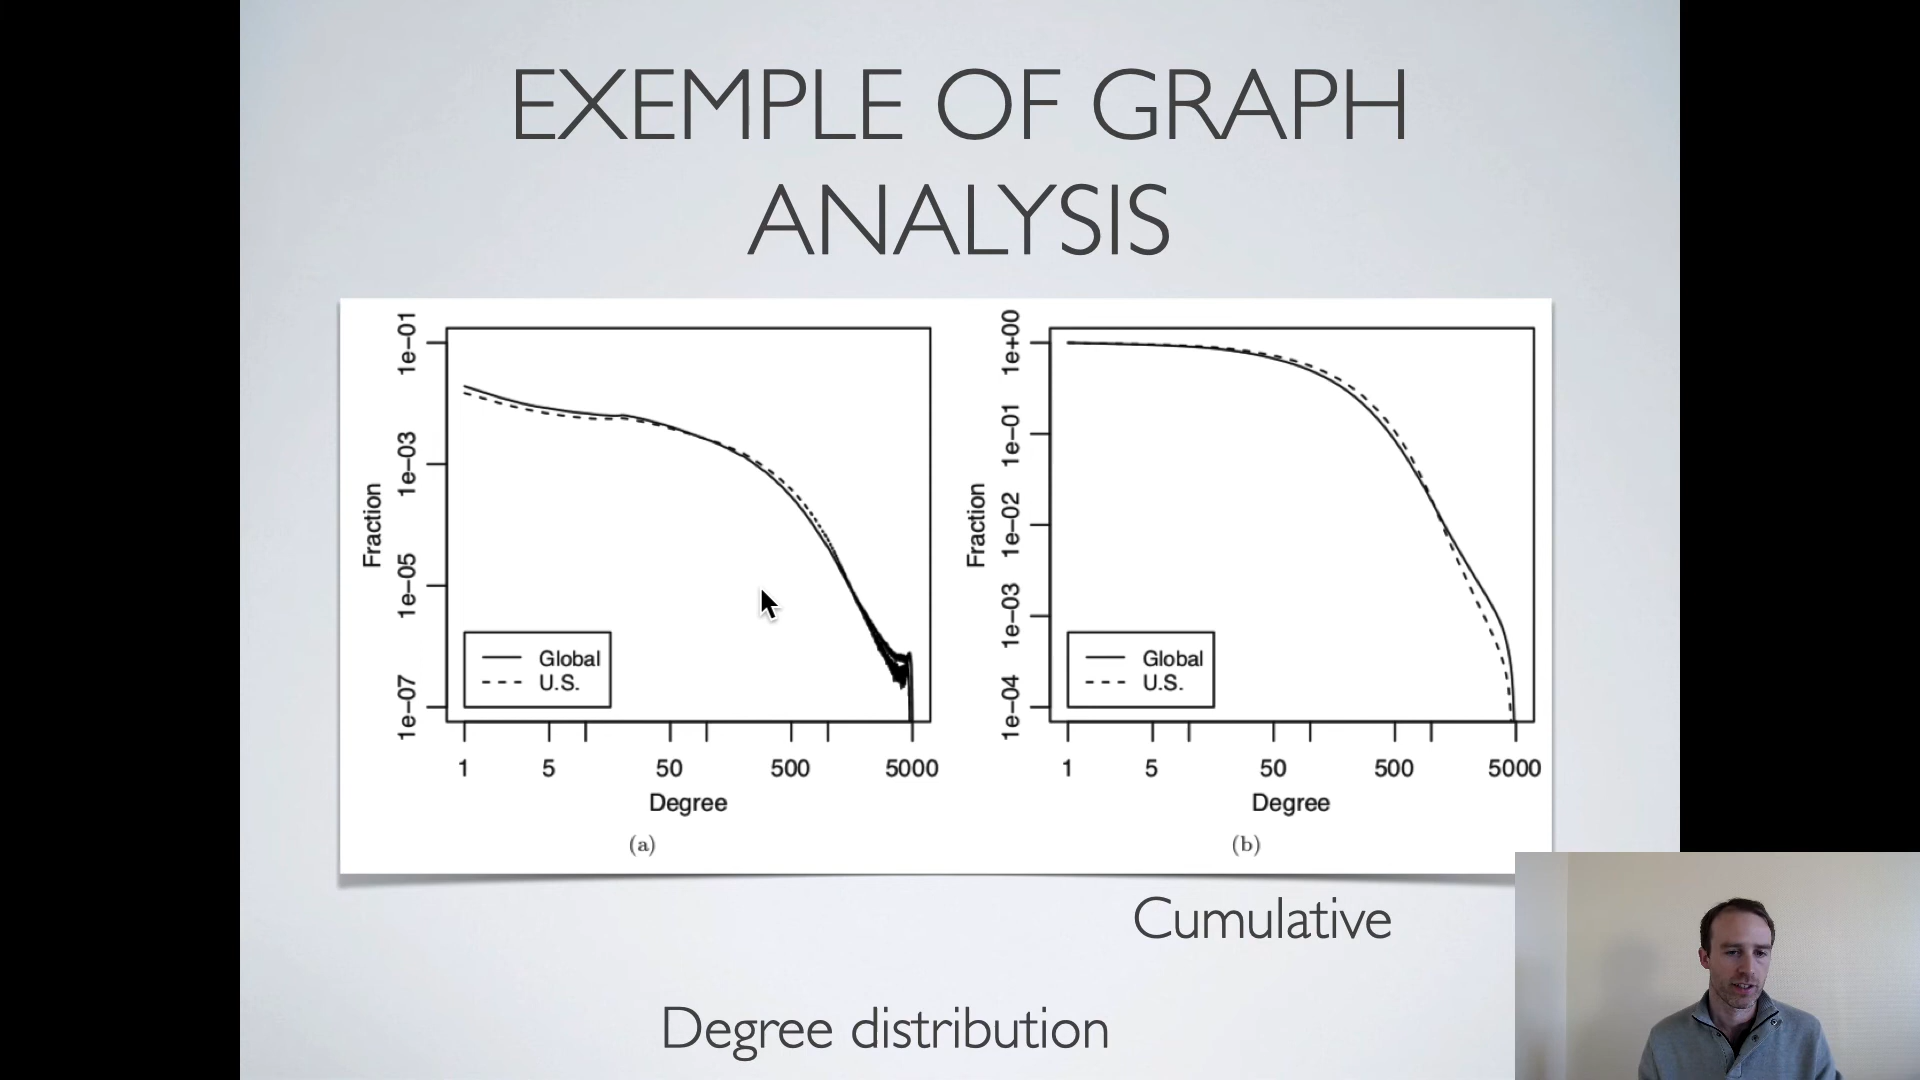 EXEMPLE OF GRAPH
ANALYSIS
1e−01
1e−03
1e−05
1e−07
Fraction
Global
U.S.
1 5 50 500 5000
Degree
(a)
1e+00
1e−01
1e−02
1e−03
1e−04
Fraction
Global
U.S.
1 5 50 500 5000
Degree
(b)
Cumulative
Degree distribution